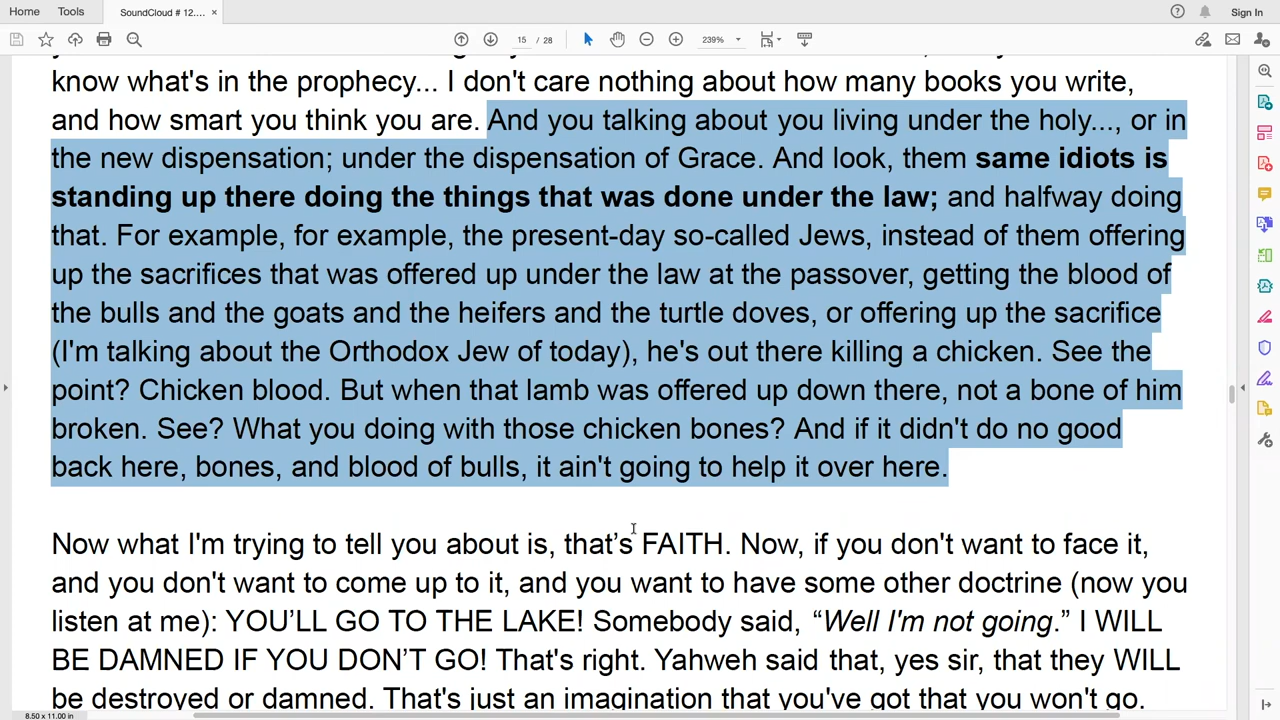 Home Tools SoundCloud # 12.... × Sign In
15 / 28 239%
know what's in the prophecy... I don't care nothing about how many books you write,
and how smart you think you are. And you talking about you living under the holy..., or in
the new dispensation; under the dispensation of Grace. And look, them same idiots is
standing up there doing the things that was done under the law; and halfway doing
that. For example, for example, the present-day so-called Jews, instead of them offering
up the sacrifices that was offered up under the law at the passover, getting the blood of
the bulls and the goats and the heifers and the turtle doves, or offering up the sacrifice
(I'm talking about the Orthodox Jew of today), he's out there killing a chicken. See the
point? Chicken blood. But when that lamb was offered up down there, not a bone of him
broken. See? What you doing with those chicken bones? And if it didn't do no good
back here, bones, and blood of bulls, it ain't going to help it over here.
Now what I'm trying to tell you about is, that’s FAITH. Now, if you don't want to face it,
and you don't want to come up to it, and you want to have some other doctrine (now you
listen at me): YOU’LL GO TO THE LAKE! Somebody said, “Well I'm not going.” I WILL
BE DAMNED IF YOU DON’T GO! That's right. Yahweh said that, yes sir, that they WILL
be destroyed or damned. That's just an imagination that you've got that you won't go.
8.50 x 11.00 in